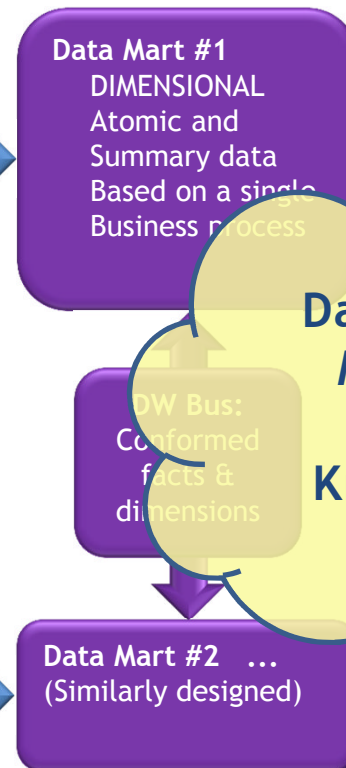 Data Mart #1
DIMENSIONAL
Atomic and
Summary data
Based on a single
Business process
Da
K
DW Bus:
Conformed
facts &
dimensions
Data Mart #2 ...
(Similarly designed)